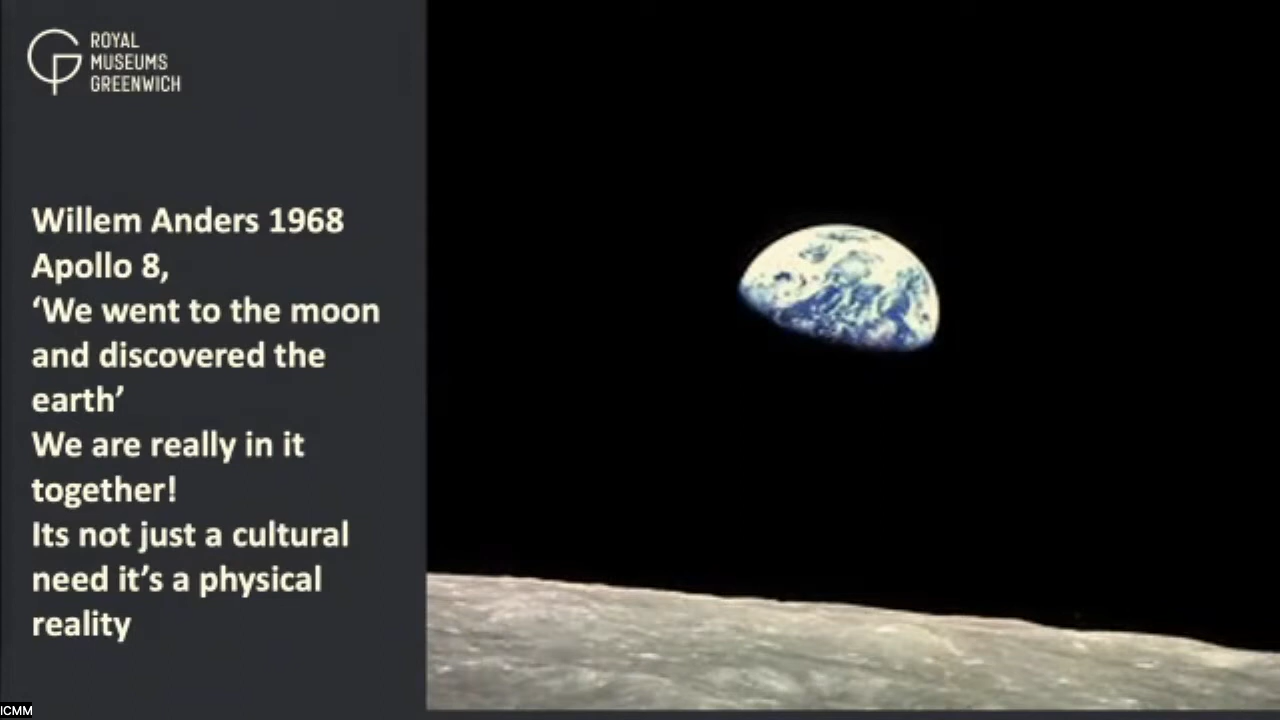 ROYAL
MUSEUMS
GREENWICH
Willem Anders 1968
Apollo 8,
‘We went to the moon
and discovered the
earth’
We are really in it
together!
Its not just a cultural
need it’s a physical
reality
ICMM